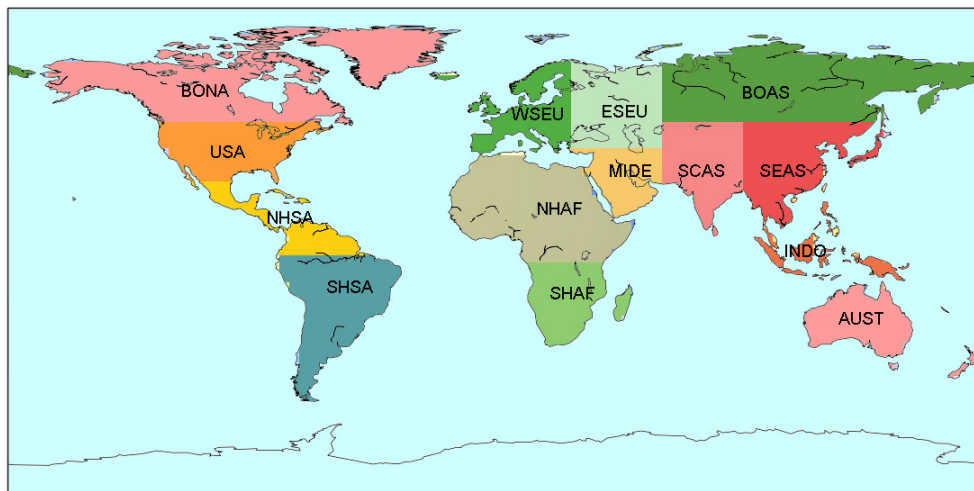 BONA
BOAS
WSEU
ESEU
USA
MIDE
SCAS
SEAS
NHAF
NHSA
INDO
SHSA
SHAF
AUST